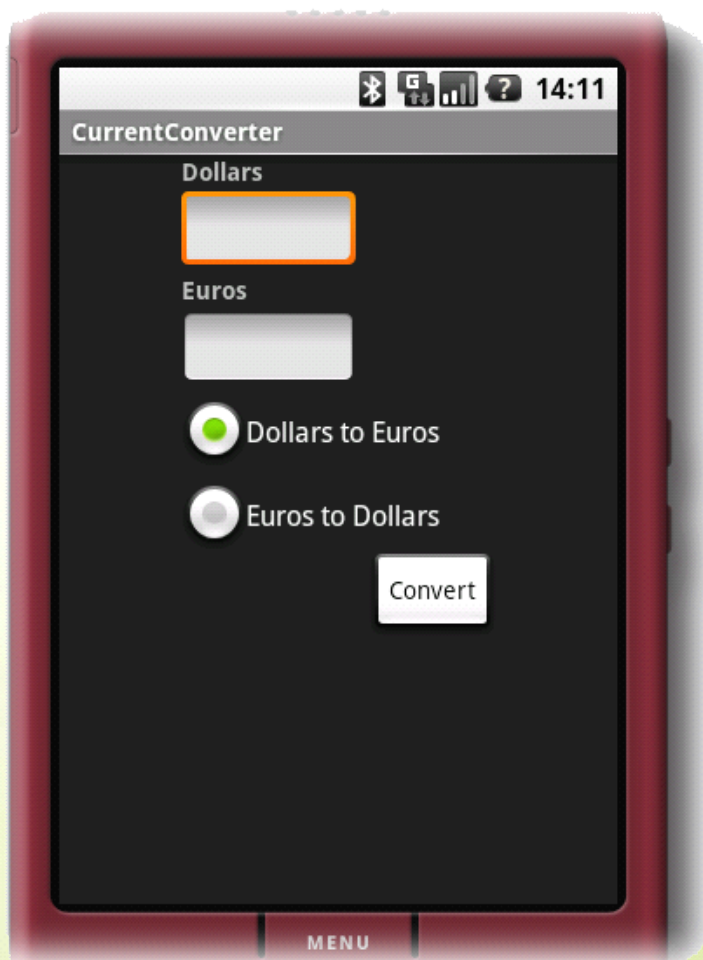 G ? 14:11
CurrentConverter
Dollars
Euros
Dollars to Euros
Euros to Dollars
Convert
MENU